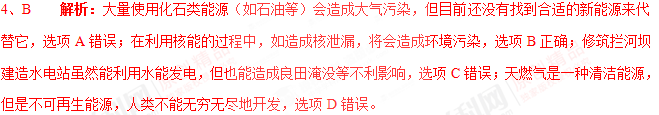 4、B 解析：大量使用化石类能源（如石油等）会造成大气污染，但目前还没有找到合适的新能源来代
替它，选项 A 错误；在利用核能的过程中，如造成核泄漏，将会造成环境污染，选项 B 正确；修筑拦河坝
建造水电站虽然能利用水能发电，但也能造成良田淹没等不利影响，选项 C 错误；天燃气是一种清洁能源，
但是不可再生能源，人类不能无穷无尽地开发，选项 D 错误。